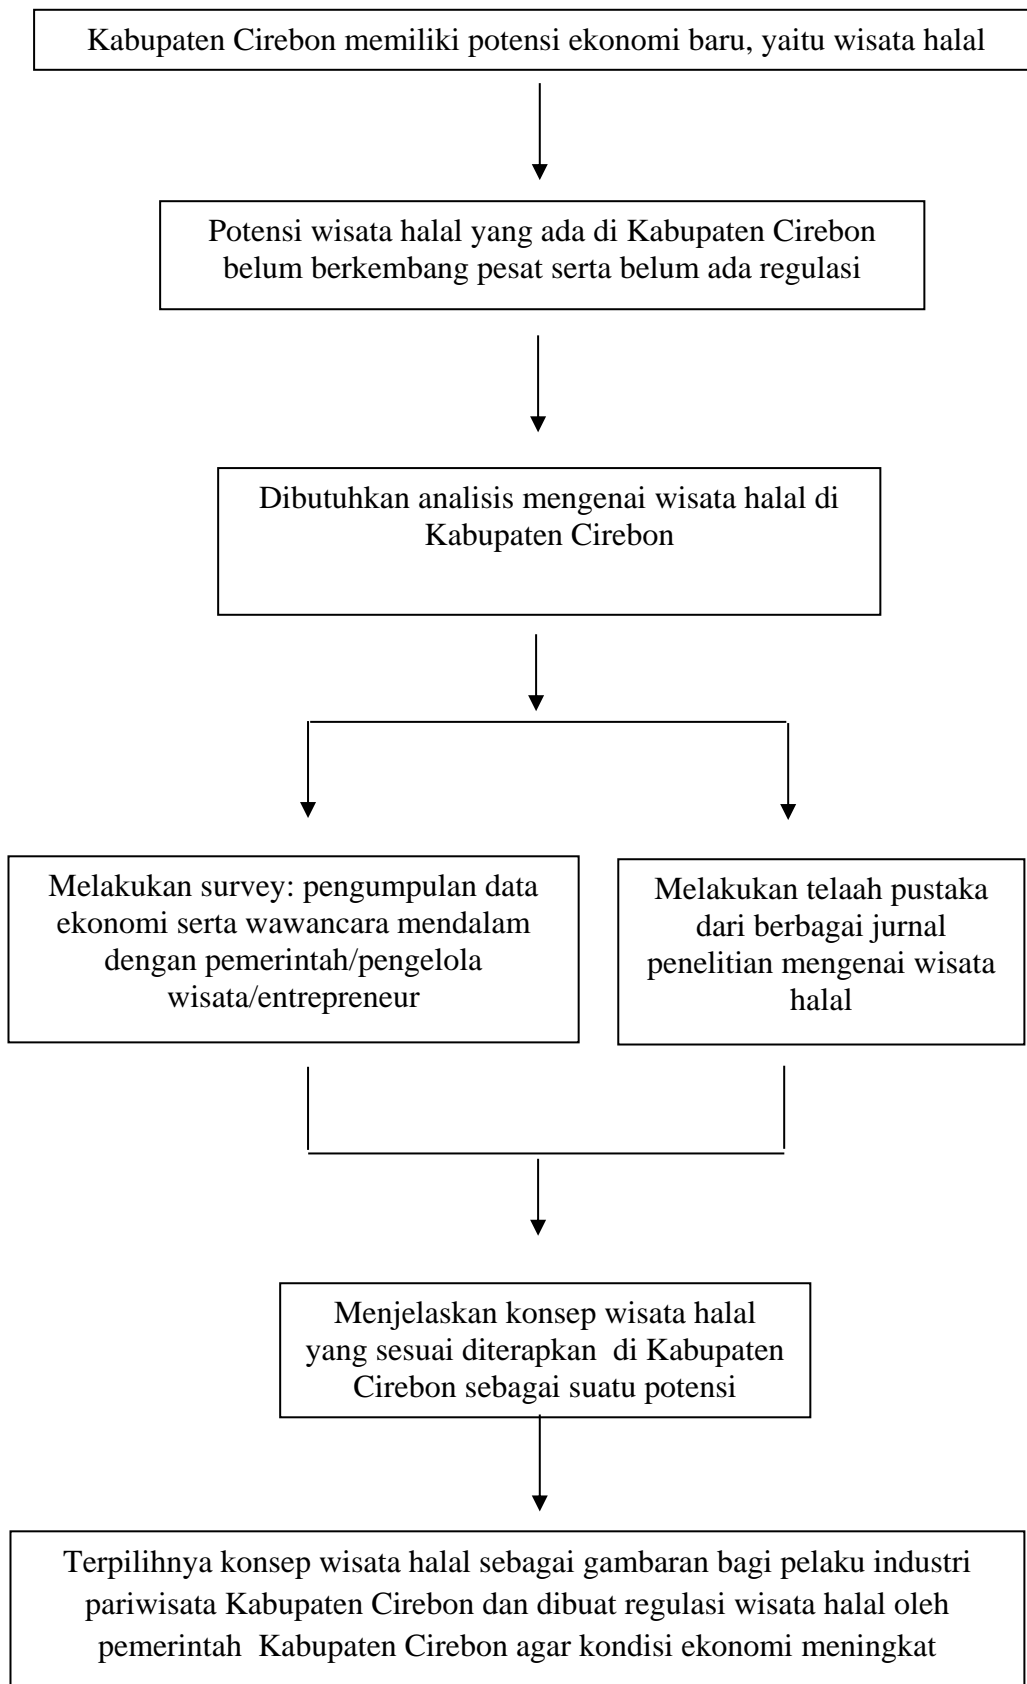 Kabupaten Cirebon memiliki potensi ekonomi baru, yaitu wisata halal
Potensi wisata halal yang ada di Kabupaten Cirebon
belum berkembang pesat serta belum ada regulasi
Dibutuhkan analisis mengenai wisata halal di
Kabupaten Cirebon
Melakukan survey: pengumpulan data
ekonomi serta wawancara mendalam
dengan pemerintah/pengelola
wisata/entrepreneur
Melakukan telaah pustaka
dari berbagai jurnal
penelitian mengenai wisata
halal
Menjelaskan konsep wisata halal
yang sesuai diterapkan  di Kabupaten
Cirebon sebagai suatu potensi
Terpilihnya konsep wisata halal sebagai gambaran bagi pelaku industri
pariwisata Kabupaten Cirebon dan dibuat regulasi wisata halal oleh
pemerintah  Kabupaten Cirebon agar kondisi ekonomi meningkat